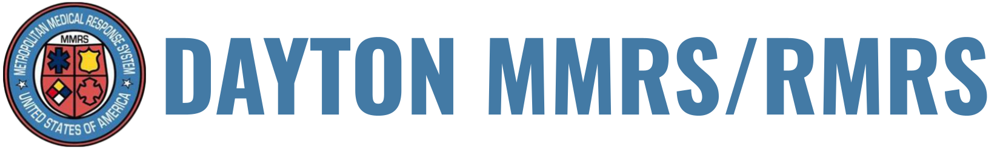 METROPOLITAN MEDICAL RESPONSE SYSTEM
MMRS
UNITED STATES OF AMERICA
DAYTON MMRS/RMRS